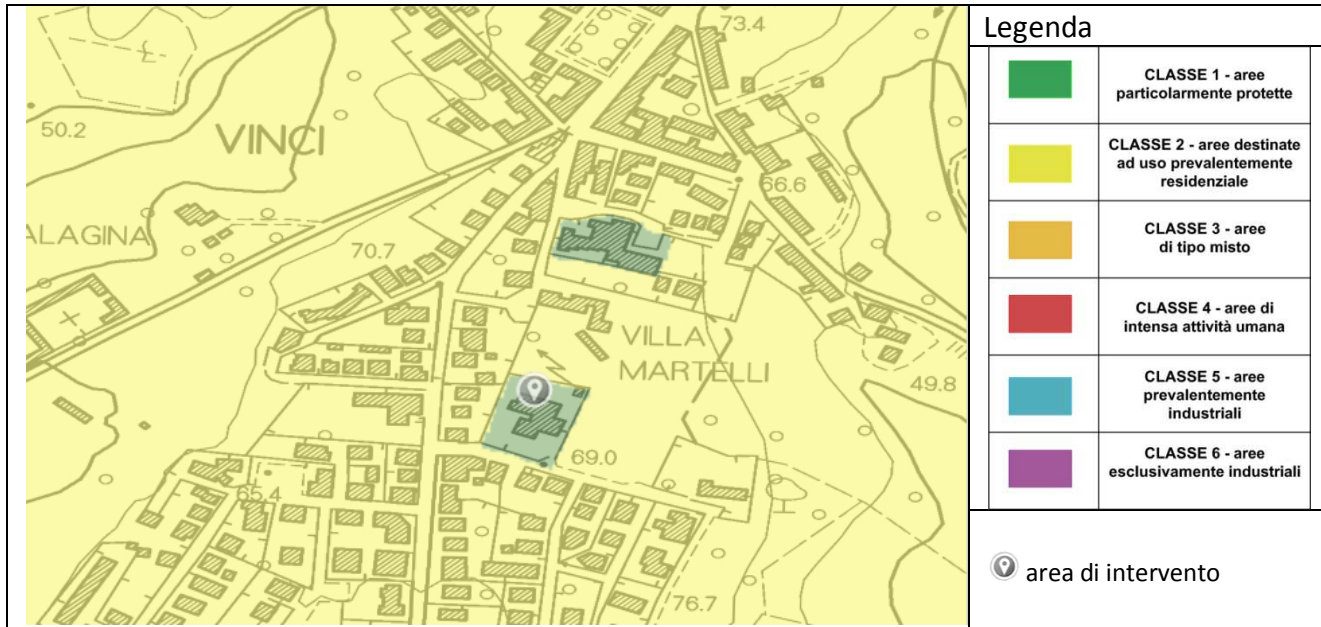 73.4
50.2
VINCI
66.6
ALAGINA
70.7
VILLA
MARTELLI
49.8
69.0
65.4
76.7
Legenda
CLASSE 1 - aree
particolarmente protette
CLASSE 2 - aree destinate
ad uso prevalentemente
residenziale
CLASSE 3 - aree
di tipo misto
CLASSE 4 - aree di
intensa attività umana
CLASSE 5 - aree
prevalentemente
industriali
CLASSE 6 - aree
esclusivamente industriali
area di intervento